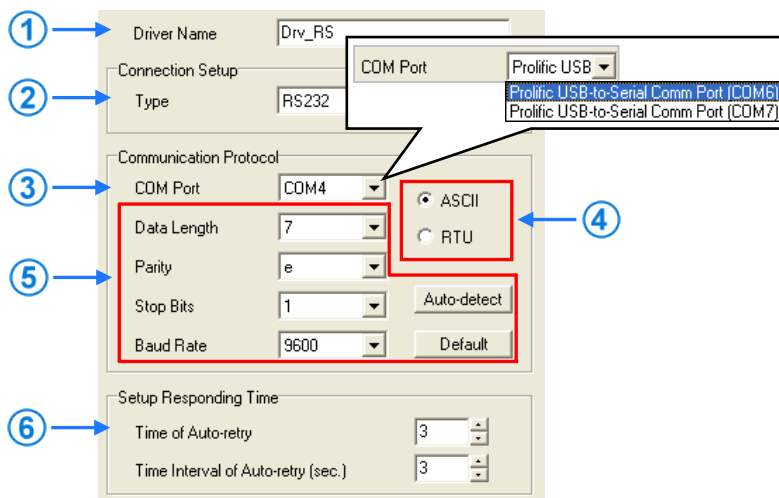 ① Driver Name Drv_RS
COM Port Prolific USB
Prolific USB-to-Serial Comm Port (COM6)
Prolific USB-to-Serial Comm Port (COM7)
Connection Setup
② Type RS232
Communication Protocol
③ COM Port COM4
ASCII
RTU
④
⑤
Data Length 7
Parity e
Stop Bits 1 Auto-detect
Baud Rate 9600 Default
Setup Responding Time
⑥ Time of Auto-retry 3
Time Interval of Auto-retry (sec.) 3